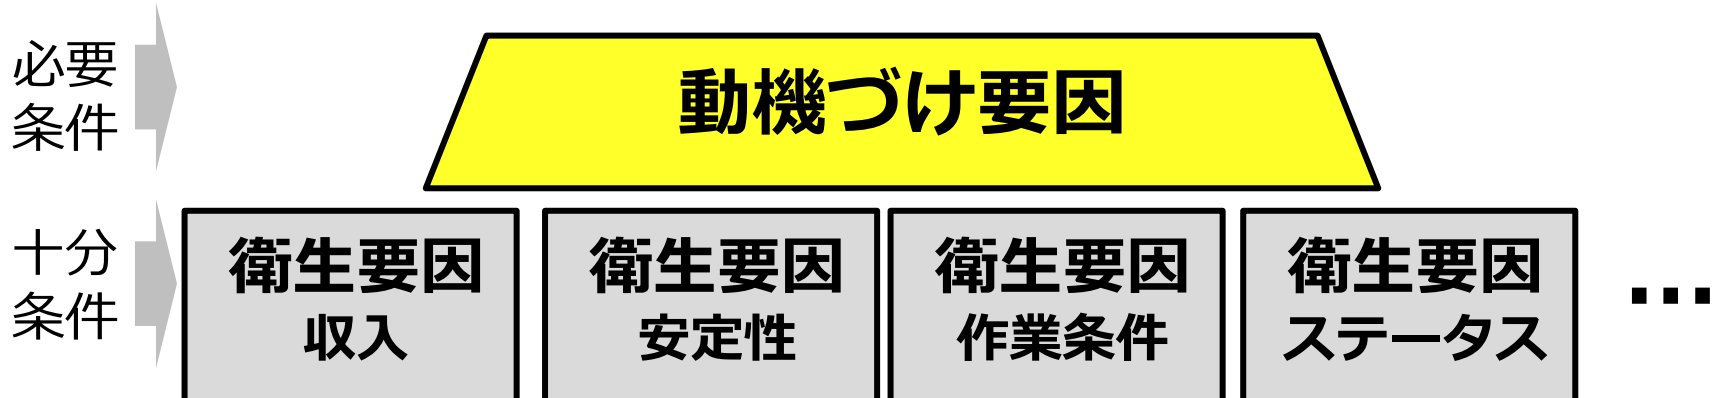 必要
条件
動機づけ要因
十分
条件
衛生要因
収入
衛生要因
安定性
衛生要因
作業条件
衛生要因
ステータス
…